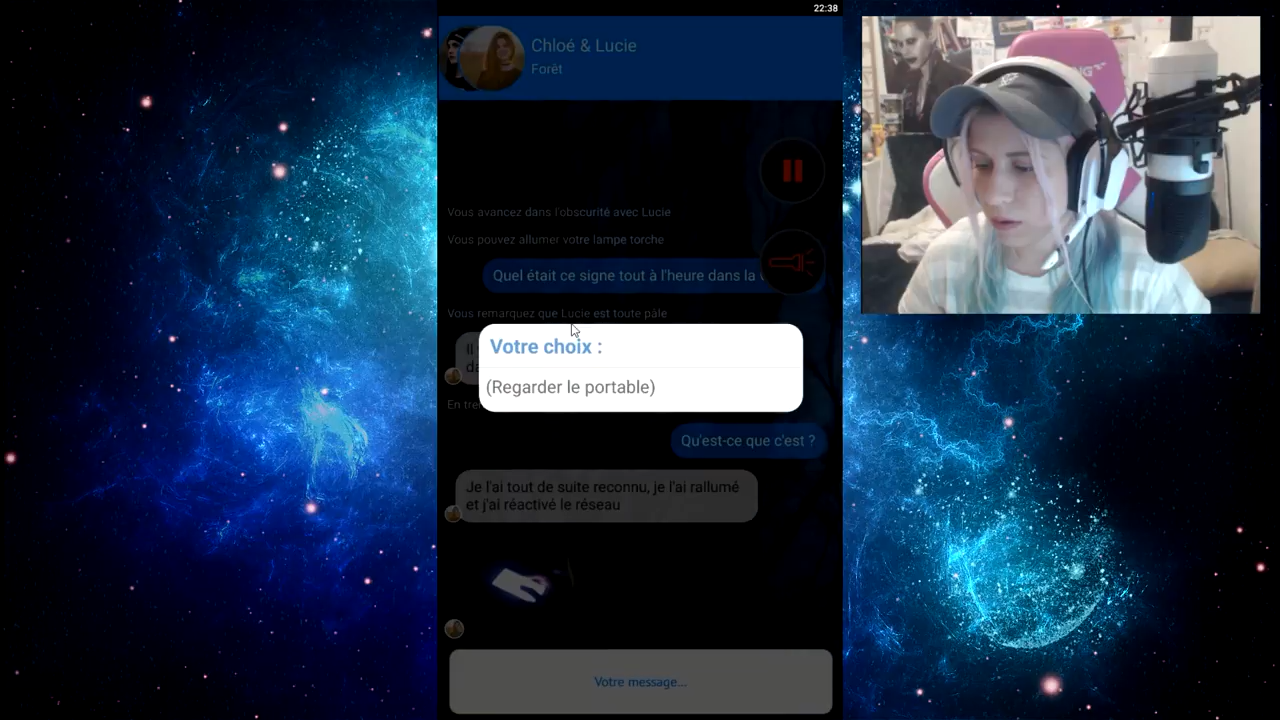 22:38
Chloé & Lucie
Forêt
Vous avancez dans l'obscurité avec Lucie
Vous pouvez allumer votre lampe torche
Quel était ce signe tout à l'heure dans la
Vous remarquez que Lucie est toute pâle
Il
Votre choix :
(Regarder le portable)
Qu'est-ce que c'est ?
Je l'ai tout de suite reconnu, je l'ai rallumé
et j'ai réactivé le réseau
Votre message...